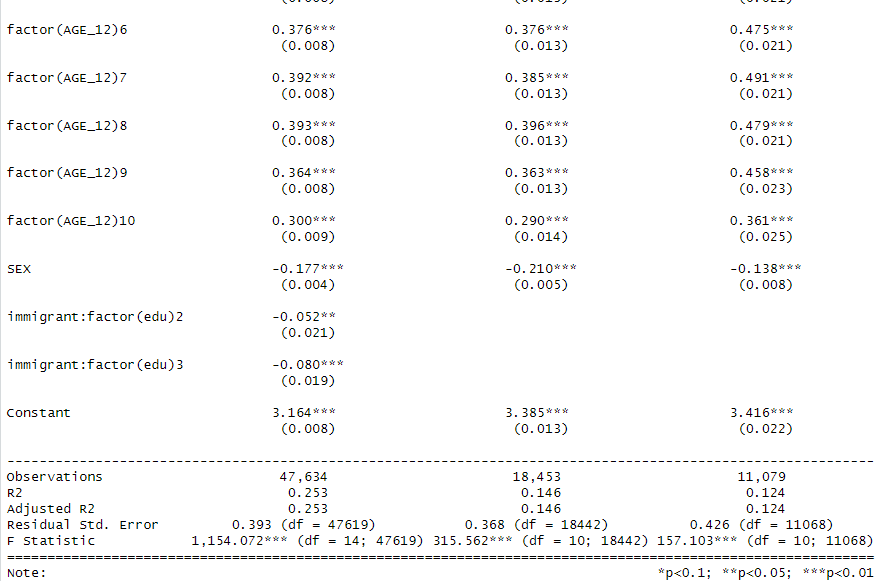 factor(AGE_12)6 0.376*** 0.376*** 0.475***
(0.008) (0.013) (0.021)
factor(AGE_12)7 0.392*** 0.385*** 0.491***
(0.008) (0.013) (0.021)
factor(AGE_12)8 0.393*** 0.396*** 0.479***
(0.008) (0.013) (0.021)
factor(AGE_12)9 0.364*** 0.363*** 0.458***
(0.008) (0.013) (0.023)
factor(AGE_12)10 0.300*** 0.290*** 0.361***
(0.009) (0.014) (0.025)
SEX -0.177*** -0.210*** -0.138***
(0.004) (0.005) (0.008)
immigrant:factor(edu)2 -0.052**
(0.021)
immigrant:factor(edu)3 -0.080***
(0.019)
Constant 3.164*** 3.385*** 3.416***
(0.008) (0.013) (0.022)
Observations 47,634 18,453 11,079
R2 0.253 0.146 0.124
Adjusted R2 0.253 0.146 0.124
Residual Std. Error 0.393 (df = 47619) 0.368 (df = 18442) 0.426 (df = 11068)
F Statistic 1,154.072*** (df = 14; 47619) 315.562*** (df = 10; 18442) 157.103*** (df = 10; 11068)
Note: *p<0.1; **p<0.05; ***p<0.01